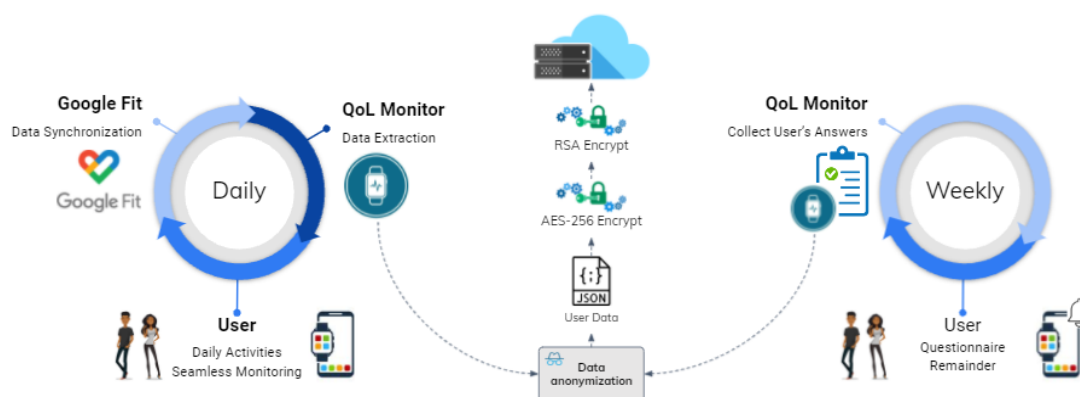 Google Fit
Data Synchronization
Google Fit
Daily
QoL Monitor
Data Extraction
User
Daily Activities
Seamless Monitoring
RSA Encrypt
AES-256 Encrypt
{;}
JSON
User Data
Data
anonymization
QoL Monitor
Collect User's Answers
Weekly
User
Questionnaire
Remainder